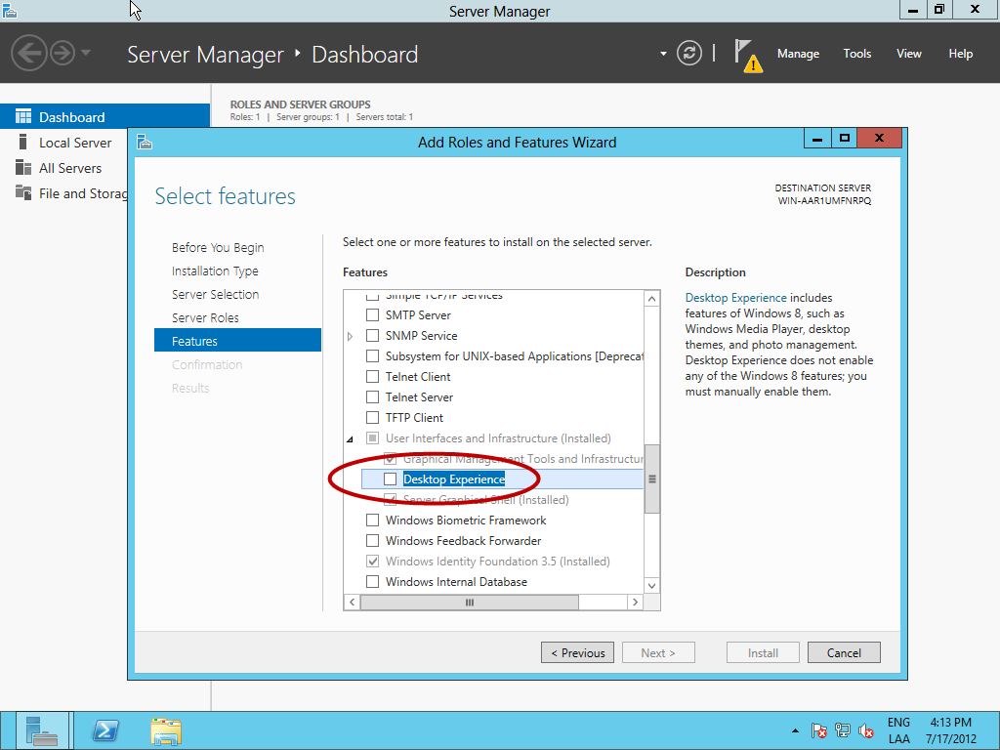 Server Manager
Server Manager ‣ Dashboard
Manage
Tools
View
Help
Dashboard
Local Server
All Servers
File and Storag
ROLES AND SERVER GROUPS
Roles: 1 | Server groups: 1 | Servers total: 1
Add Roles and Features Wizard
Select features
DESTINATION SERVER
WIN-AAR1UMFNRPQ
Before You Begin
Installation Type
Server Selection
Server Roles
Features
Confirmation
Results
Select one or more features to install on the selected server.
Features
Simple TCP/IP Services
SMTP Server
SNMP Service
Subsystem for UNIX-based Applications [Deprecat
Telnet Client
Telnet Server
TFTP Client
User Interfaces and Infrastructure (Installed)
Graphical Management Tools and Infrastructur
Desktop Experience
Server Graphical Shell (Installed)
Windows Biometric Framework
Windows Feedback Forwarder
Windows Identity Foundation 3.5 (Installed)
Windows Internal Database
Description
Desktop Experience includes
features of Windows 8, such as
Windows Media Player, desktop
themes, and photo management.
Desktop Experience does not enable
any of the Windows 8 features; you
must manually enable them.
< Previous
Next >
Install
Cancel
ENG
LAA
4:13 PM
7/17/2012